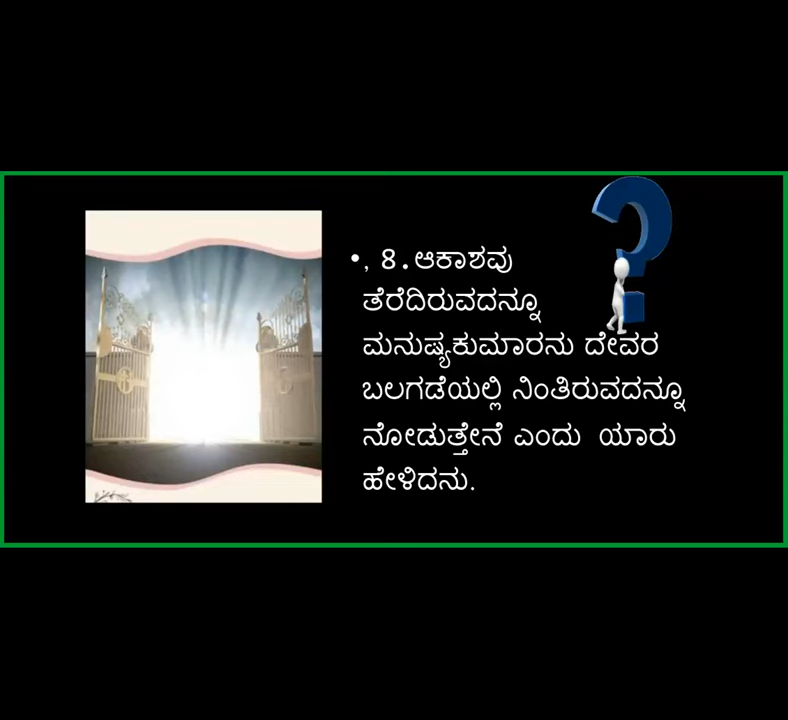 • , 8.ಆಕಾಶವು
ತೆರೆದಿರುವದನ್ನೂ
ಮನುಷ್ಯಕುಮಾರನು ದೇವರ
ಬಲಗಡೆಯಲ್ಲಿ ನಿಂತಿರುವದನ್ನೂ
ನೋಡುತ್ತೇನೆ ಎಂದು ಯಾರು
ಹೇಳಿದನು.